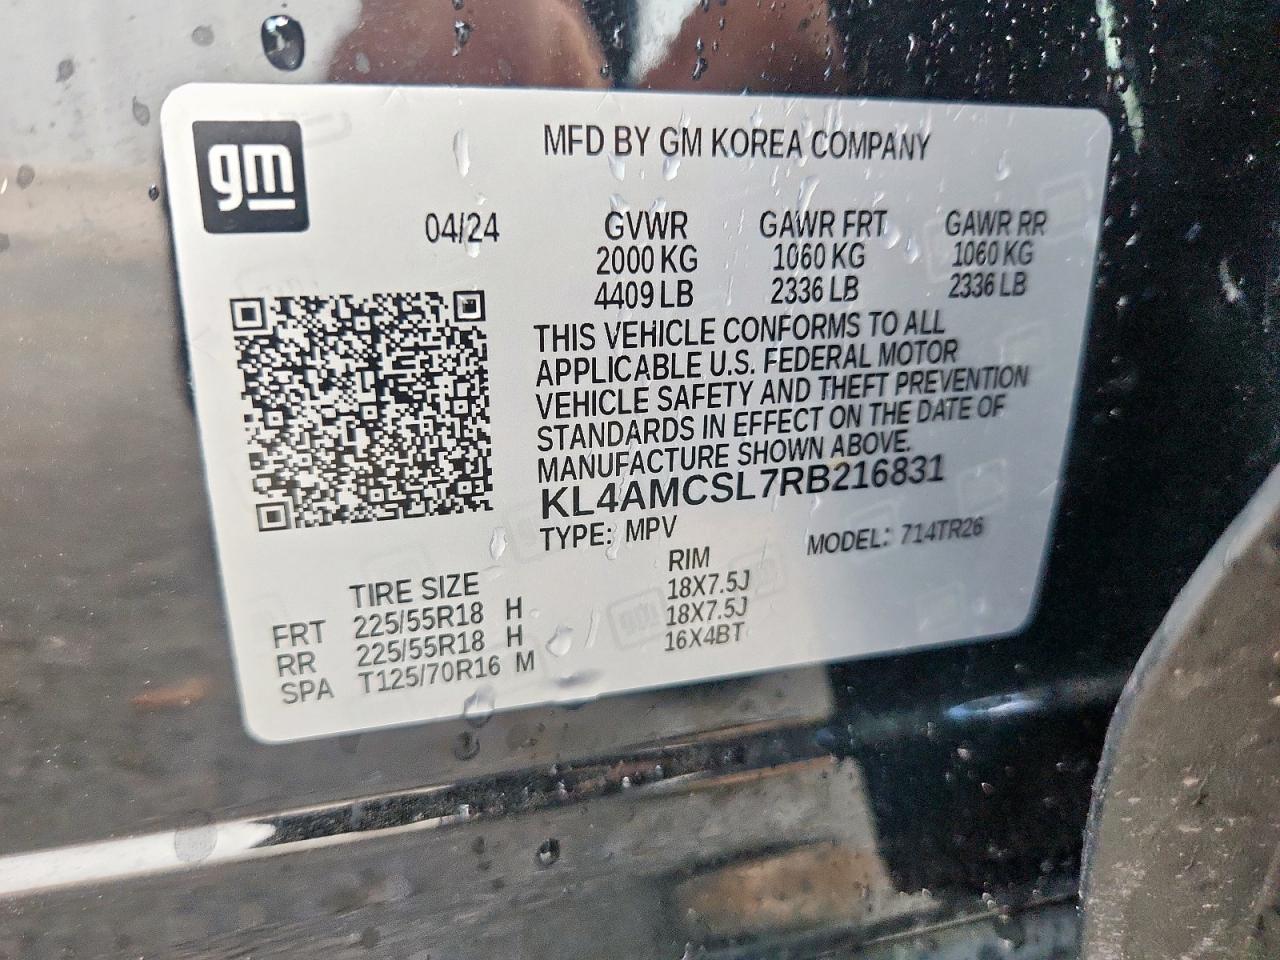 gm
MFD BY GM KOREA COMPANY
04/24 GVWR GAWR FRT GAWR RR
2000 KG 1060 KG 1060 KG
4409 LB 2336 LB 2336 LB
THIS VEHICLE CONFORMS TO ALL
APPLICABLE U.S. FEDERAL MOTOR
VEHICLE SAFETY AND THEFT PREVENTION
STANDARDS IN EFFECT ON THE DATE OF
MANUFACTURE SHOWN ABOVE.
KL4AMCSL7RB216831
TYPE: MPV MODEL: 714TR26
TIRE SIZE RIM
FRT 225/55R18 H 18X7.5J
RR 225/55R18 H 18X7.5J
SPA T125/70R16 M 16X4BT